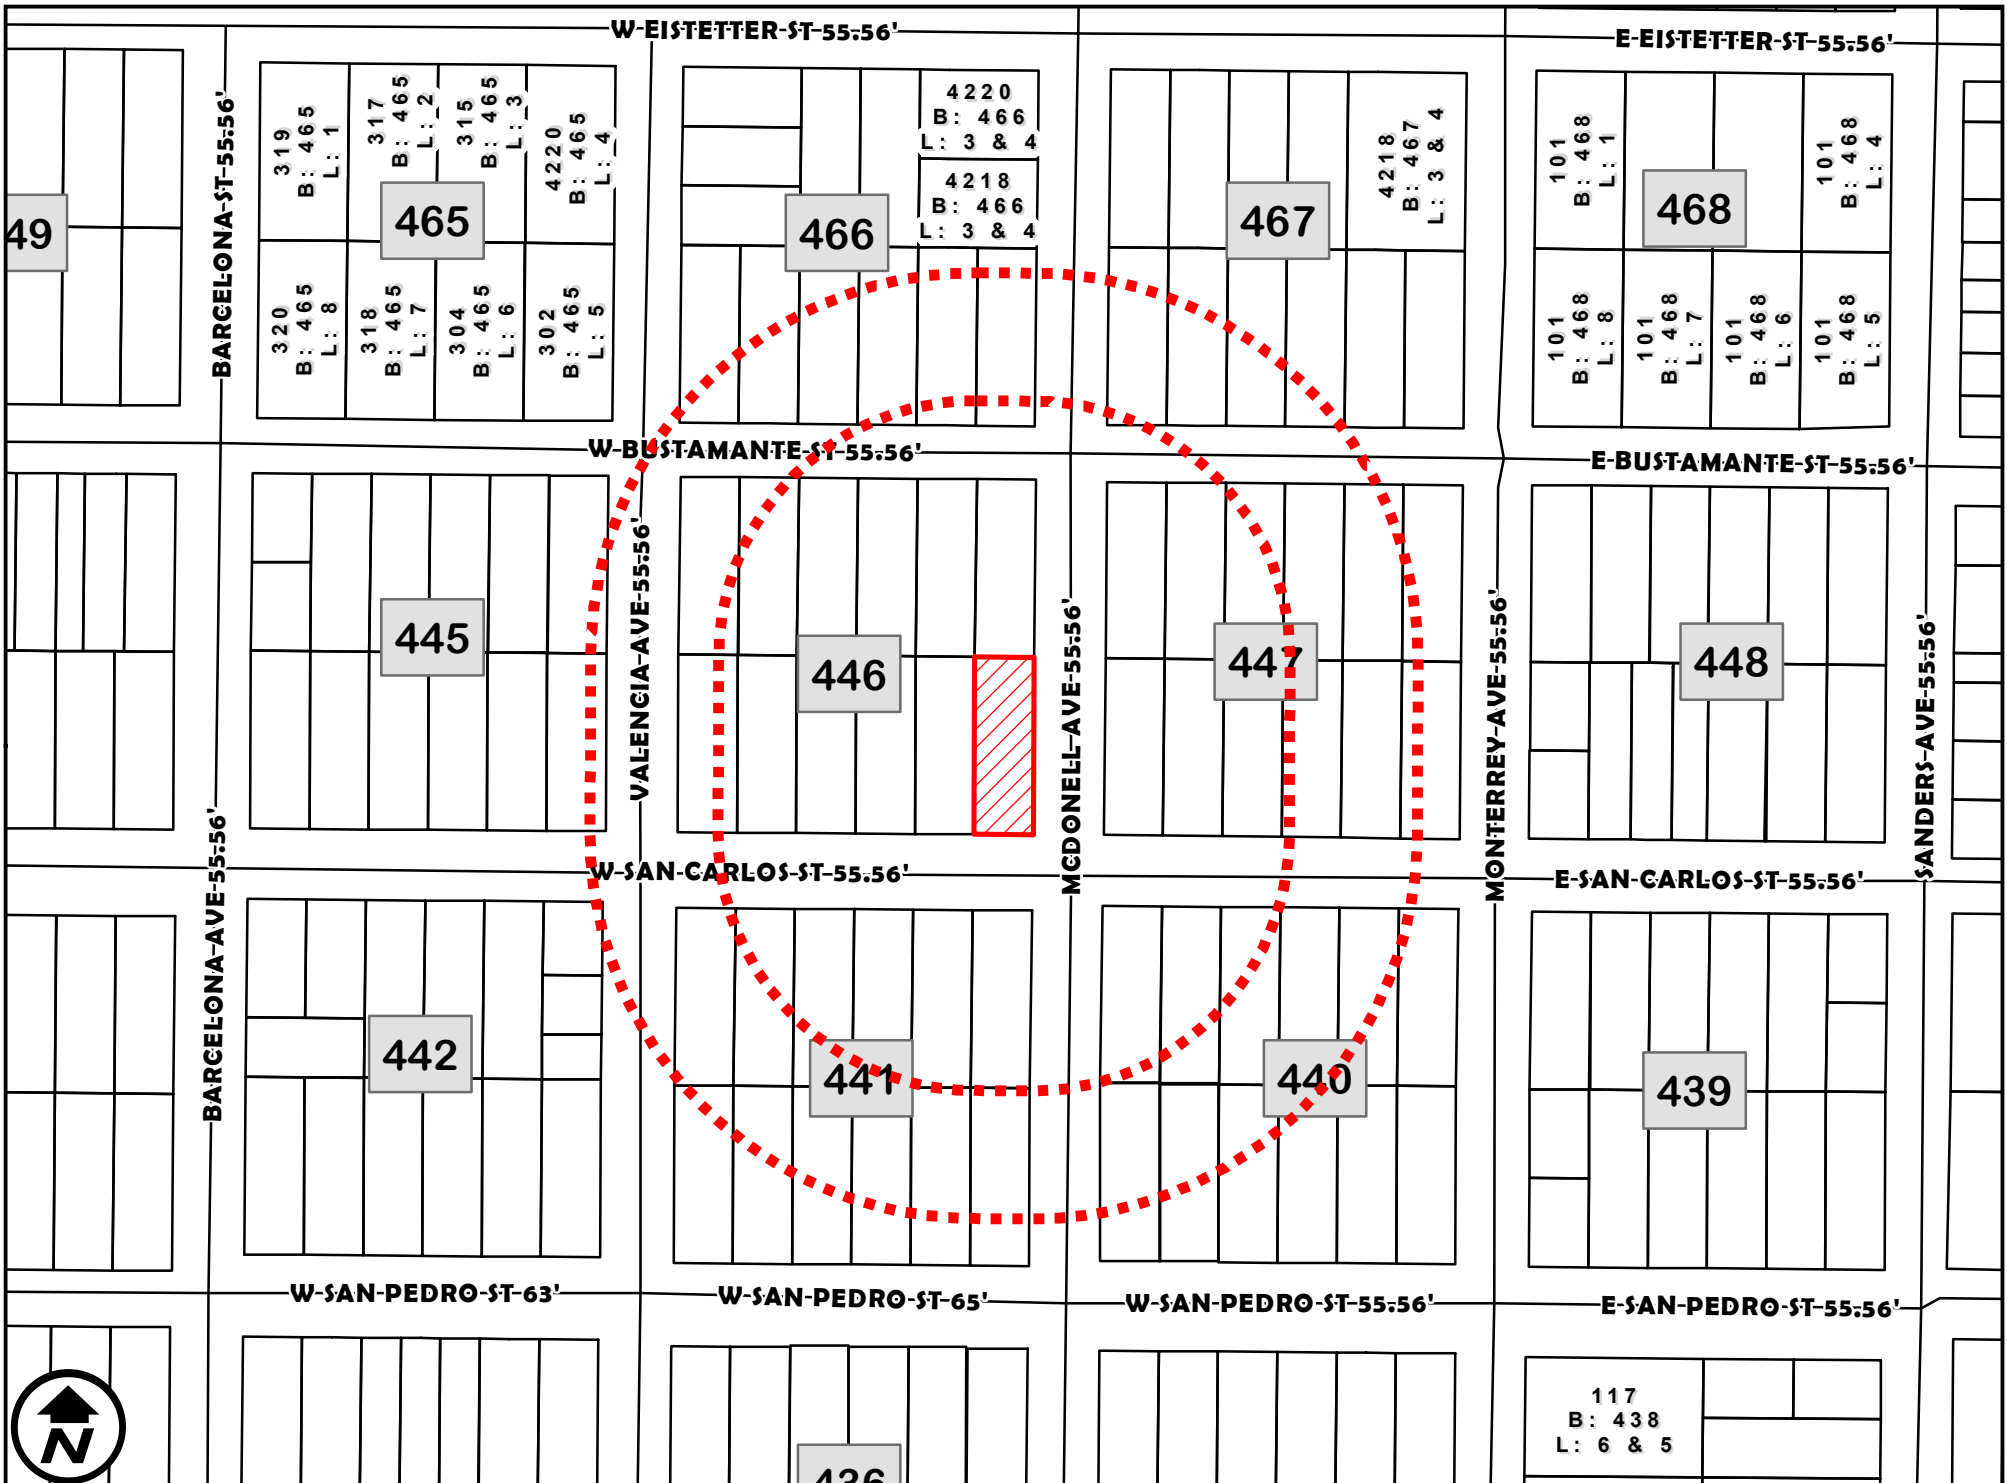 W-EISTETTER-ST-55.56'
E-EISTETTER-ST-55.56'
BARCELONA-ST-55.56'
319
B: 465
L: 1
317
B: 465
L: 2
315
B: 465
L: 3
4220
B: 465
L: 4
4220
B: 466
L: 3 & 4
4218
B: 466
L: 3 & 4
4218
B: 467
L: 3 & 4
101
B: 468
L: 1
101
B: 468
L: 4
49
465
466
467
468
320
B: 465
L: 8
318
B: 465
L: 7
304
B: 465
L: 6
302
B: 465
L: 5
101
B: 468
L: 8
101
B: 468
L: 7
101
B: 468
L: 6
101
B: 468
L: 5
W-BUSTAMANTE-ST-55.56'
E-BUSTAMANTE-ST-55.56'
VALENCIA-AVE-55.56'
MCDONELL-AVE-55.56'
MONTERREY-AVE-55.56'
SANDERS-AVE-55.56'
445
446
447
448
W-SAN-CARLOS-ST-55.56'
E-SAN-CARLOS-ST-55.56'
BARCELONA-AVE-55.56'
442
441
440
439
W-SAN-PEDRO-ST-63'
W-SAN-PEDRO-ST-65'
W-SAN-PEDRO-ST-55.56'
E-SAN-PEDRO-ST-55.56'
117
B: 438
L: 6 & 5
N
436